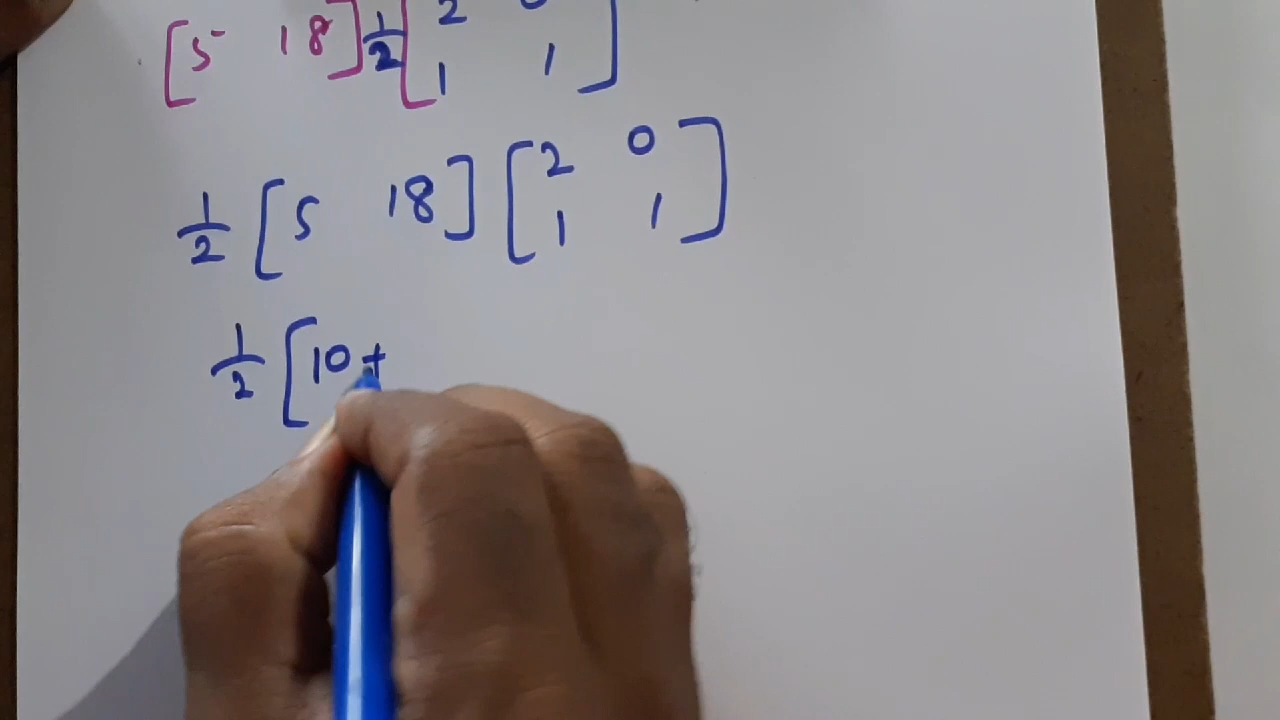 [5 18] 1/2 [2 0
1 1]
1/2 [5 18] [2 0
1 1]
1/2 [10 +